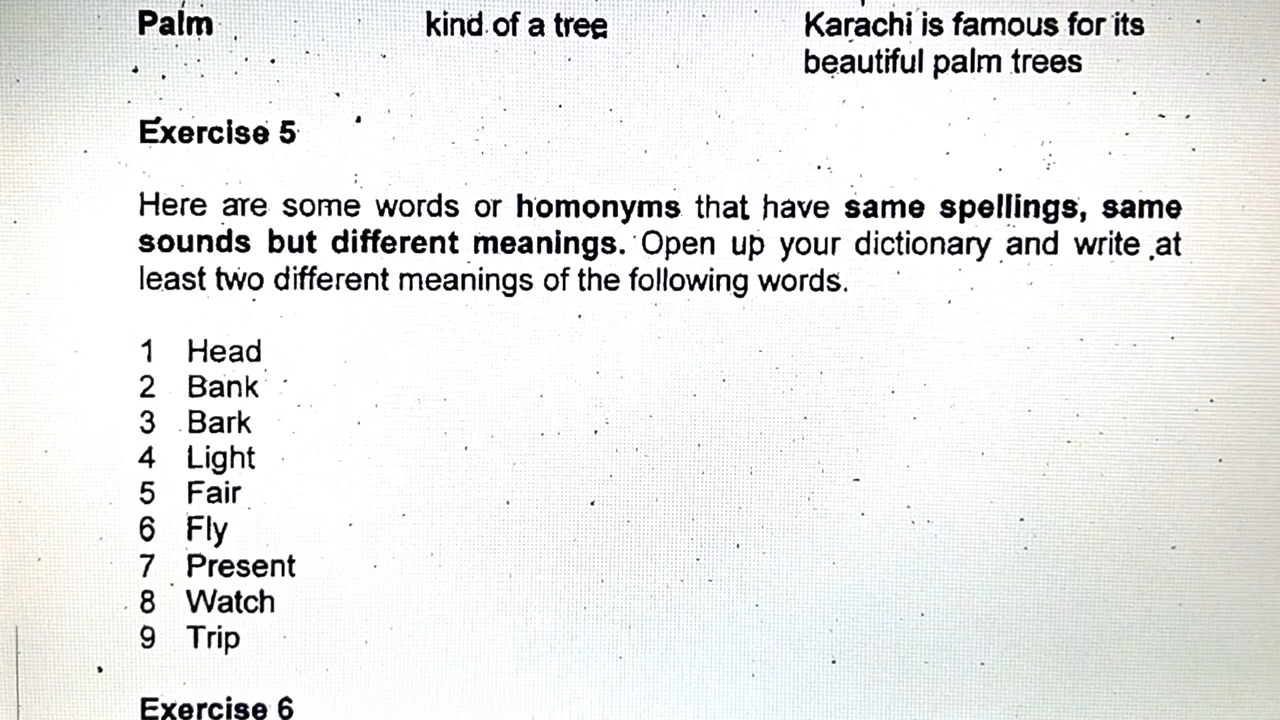 Palm kind of a tree Karachi is famous for its
beautiful palm trees
Exercise 5
Here are some words or homonyms that have same spellings, same
sounds but different meanings. Open up your dictionary and write at
least two different meanings of the following words.
1 Head
2 Bank
3 Bark
4 Light
5 Fair
6 Fly
7 Present
8 Watch
9 Trip
Exercise 6